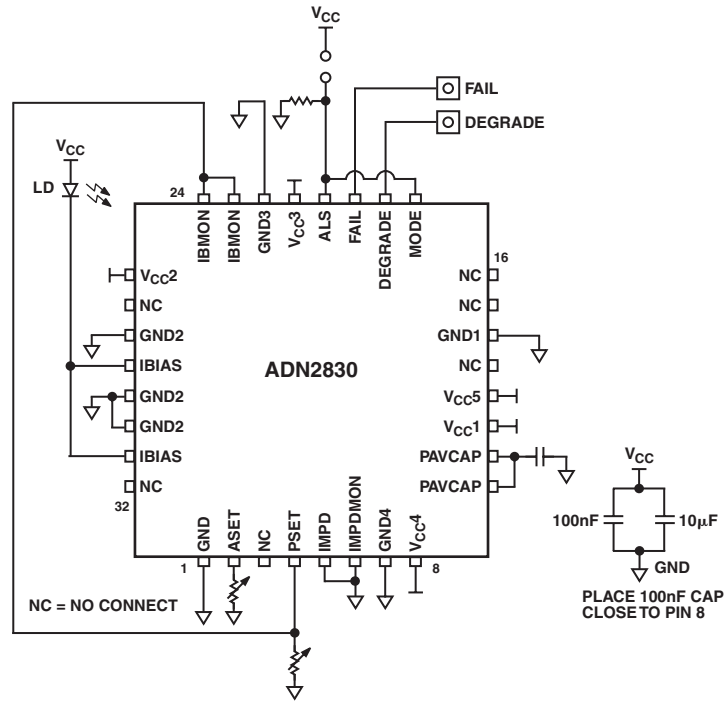 VCC
FAIL
DEGRADE
VCC
LD
24
IBMON
IBMON
GND3
VCC3
ALS
FAIL
DEGRADE
MODE
16
VCC2
NC
GND2
IBIAS
GND2
GND2
IBIAS
NC
32
ADN2830
NC
NC
GND1
NC
VCC5
VCC1
PAVCAP
PAVCAP
1
GND
ASET
NC
PSET
IMPD
IMPDMON
GND4
VCC4
8
NC = NO CONNECT
VCC
100nF
10μF
GND
PLACE 100nF CAP
CLOSE TO PIN 8